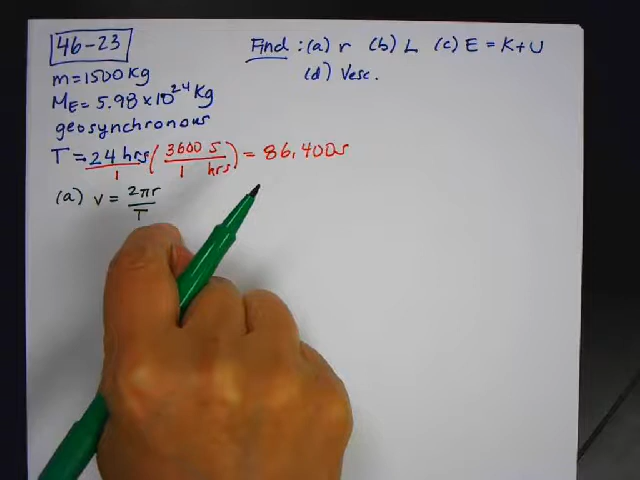 46-23
Find : (a) r (b) L (c) E = K+U
(d) Vesc.
m=1500 Kg
ME = 5.98 x 10^24 Kg
geosynchronous
T = 24 hrs/1 (3600 s/1 hrs) = 86,400s
(a) v = 2πr/T